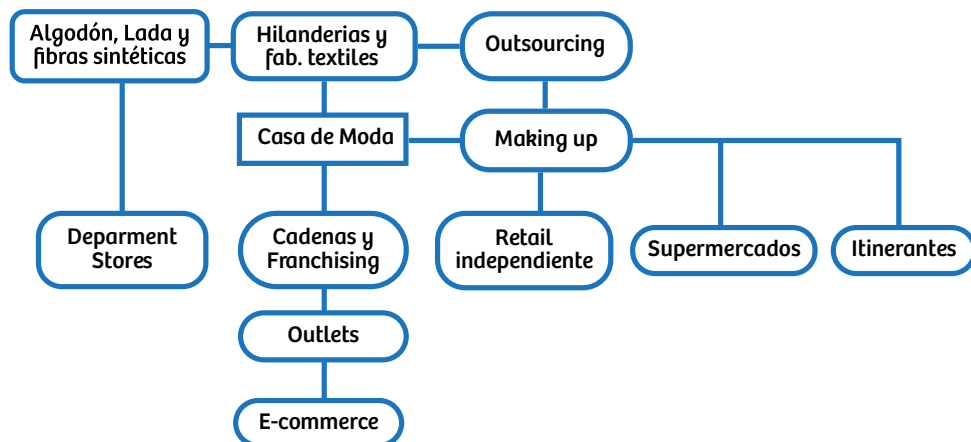 Algodón, Lada y
fibras sintéticas
Hilanderias y
fab. textiles
Outsourcing
Casa de Moda
Making up
Deparment
Stores
Cadenas y
Franchising
Retail
independiente
Supermercados
Itinerantes
Outlets
E-commerce